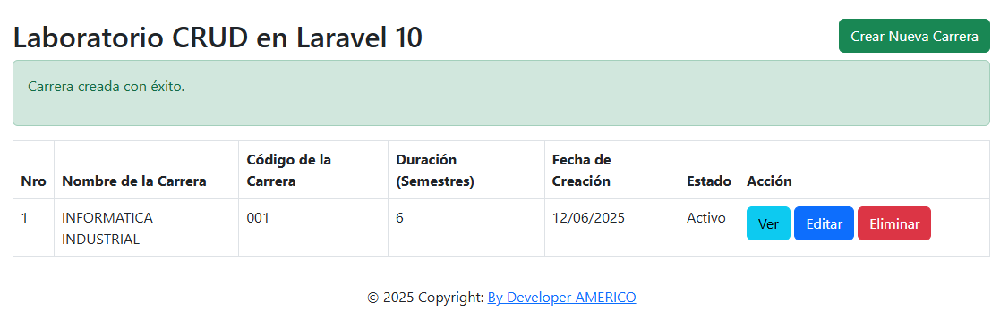 Laboratorio CRUD en Laravel 10
Crear Nueva Carrera
Carrera creada con éxito.
Nro Nombre de la Carrera Código de la Carrera Duración (Semestres) Fecha de Creación Estado Acción
1 INFORMATICA INDUSTRIAL 001 6 12/06/2025 Activo Ver Editar Eliminar
© 2025 Copyright: By Developer AMERICO